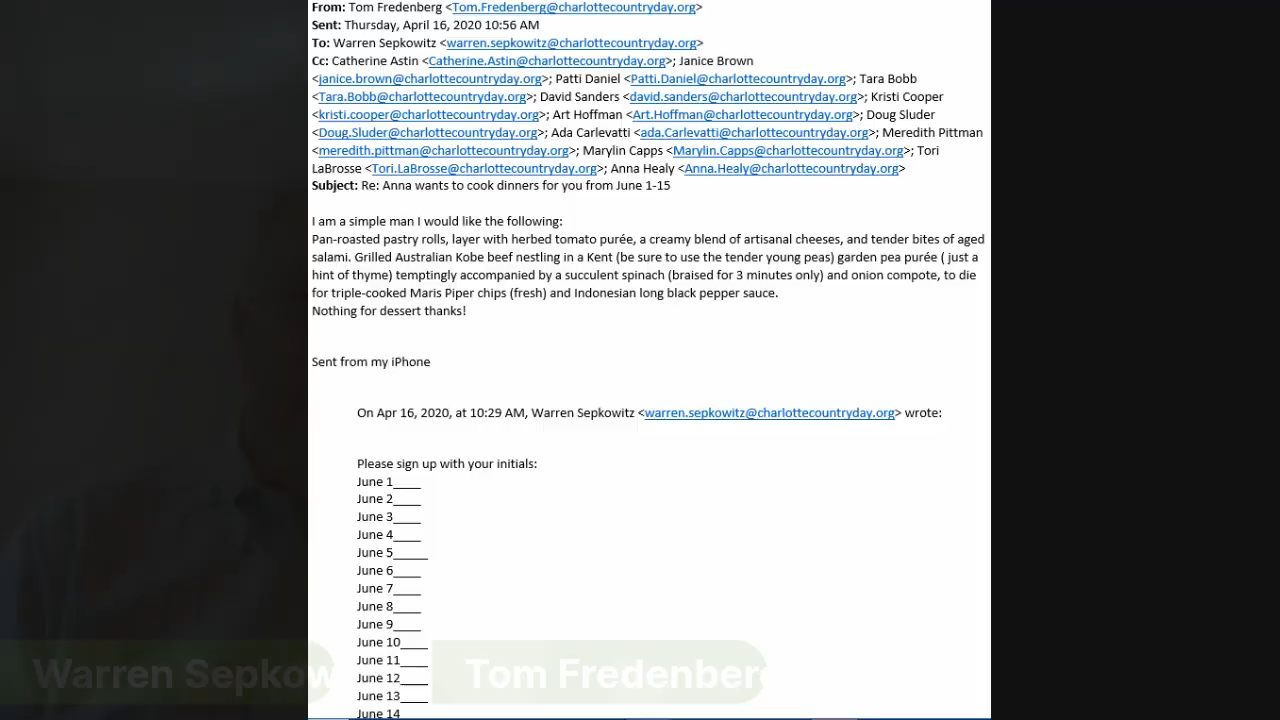 From: Tom Fredenberg <Tom.Fredenberg@charlottecountryday.org>
Sent: Thursday, April 16, 2020 10:56 AM
To: Warren Sepkowitz <warren.sepkowitz@charlottecountryday.org>
Cc: Catherine Astin <Catherine.Astin@charlottecountryday.org>; Janice Brown
<janice.brown@charlottecountryday.org>; Patti Daniel <Patti.Daniel@charlottecountryday.org>; Tara Bobb
<Tara.Bobb@charlottecountryday.org>; David Sanders <david.sanders@charlottecountryday.org>; Kristi Cooper
<kristi.cooper@charlottecountryday.org>; Art Hoffman <Art.Hoffman@charlottecountryday.org>; Doug Sluder
<Doug.Sluder@charlottecountryday.org>; Ada Carlevatti <ada.Carlevatti@charlottecountryday.org>; Meredith Pittman
<meredith.pittman@charlottecountryday.org>; Marylin Capps <Marylin.Capps@charlottecountryday.org>; Tori
LaBrosse <Tori.LaBrosse@charlottecountryday.org>; Anna Healy <Anna.Healy@charlottecountryday.org>
Subject: Re: Anna wants to cook dinners for you from June 1-15
I am a simple man I would like the following:
Pan-roasted pastry rolls, layer with herbed tomato purée, a creamy blend of artisanal cheeses, and tender bites of aged
salami. Grilled Australian Kobe beef nestling in a Kent (be sure to use the tender young peas) garden pea purée ( just a
hint of thyme) temptingly accompanied by a succulent spinach (braised for 3 minutes only) and onion compote, to die
for triple-cooked Maris Piper chips (fresh) and Indonesian long black pepper sauce.
Nothing for dessert thanks!
Sent from my iPhone
On Apr 16, 2020, at 10:29 AM, Warren Sepkowitz <warren.sepkowitz@charlottecountryday.org> wrote:
Please sign up with your initials:
June 1____
June 2____
June 3____
June 4____
June 5_____
June 6____
June 7____
June 8____
June 9____
June 10____
June 11____
June 12____
June 13____
June 14
Warren Sepkow
Tom Fredenberg